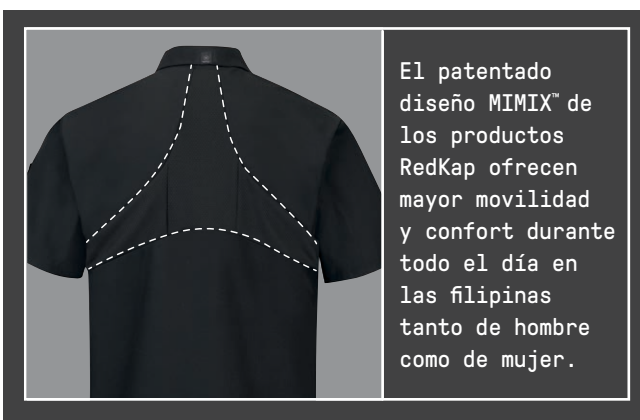 El patentado
diseño MIMIX™ de
los productos
RedKap ofrecen
mayor movilidad
y confort durante
todo el día en
las filipinas
tanto de hombre
como de mujer.